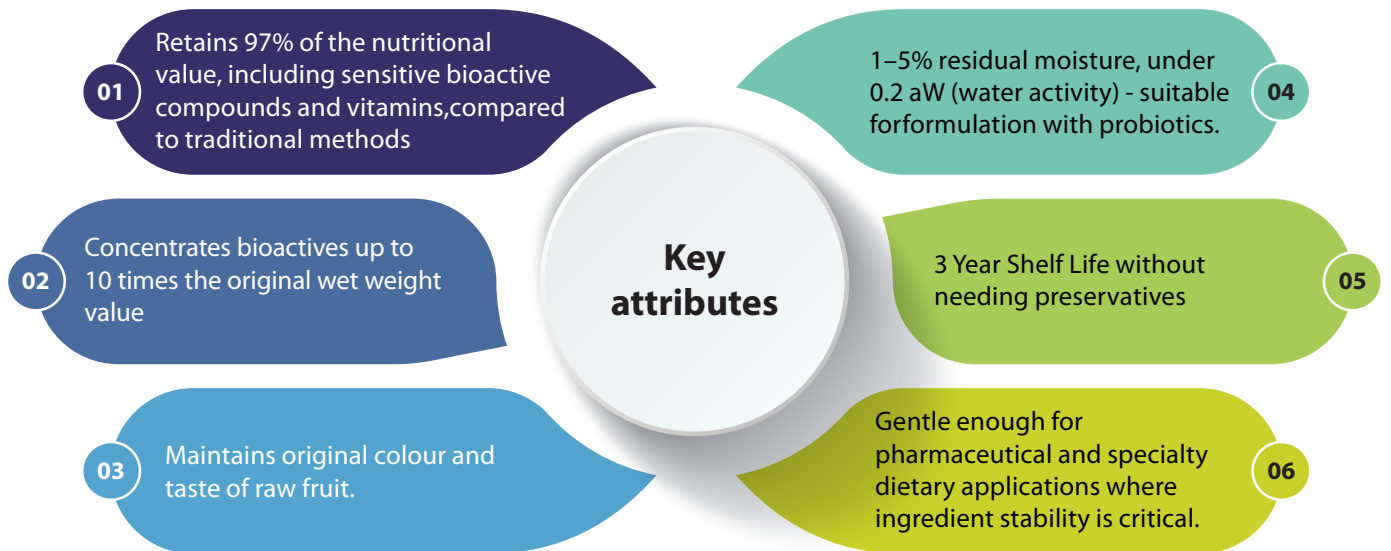 Key
attributes
01
Retains 97% of the nutritional
value, including sensitive bioactive
compounds and vitamins,compared
to traditional methods
02
Concentrates bioactives up to
10 times the original wet weight
value
03
Maintains original colour and
taste of raw fruit.
1–5% residual moisture, under
0.2 aW (water activity) - suitable
forformulation with probiotics.
04
3 Year Shelf Life without
needing preservatives
05
Gentle enough for
pharmaceutical and specialty
dietary applications where
ingredient stability is critical.
06